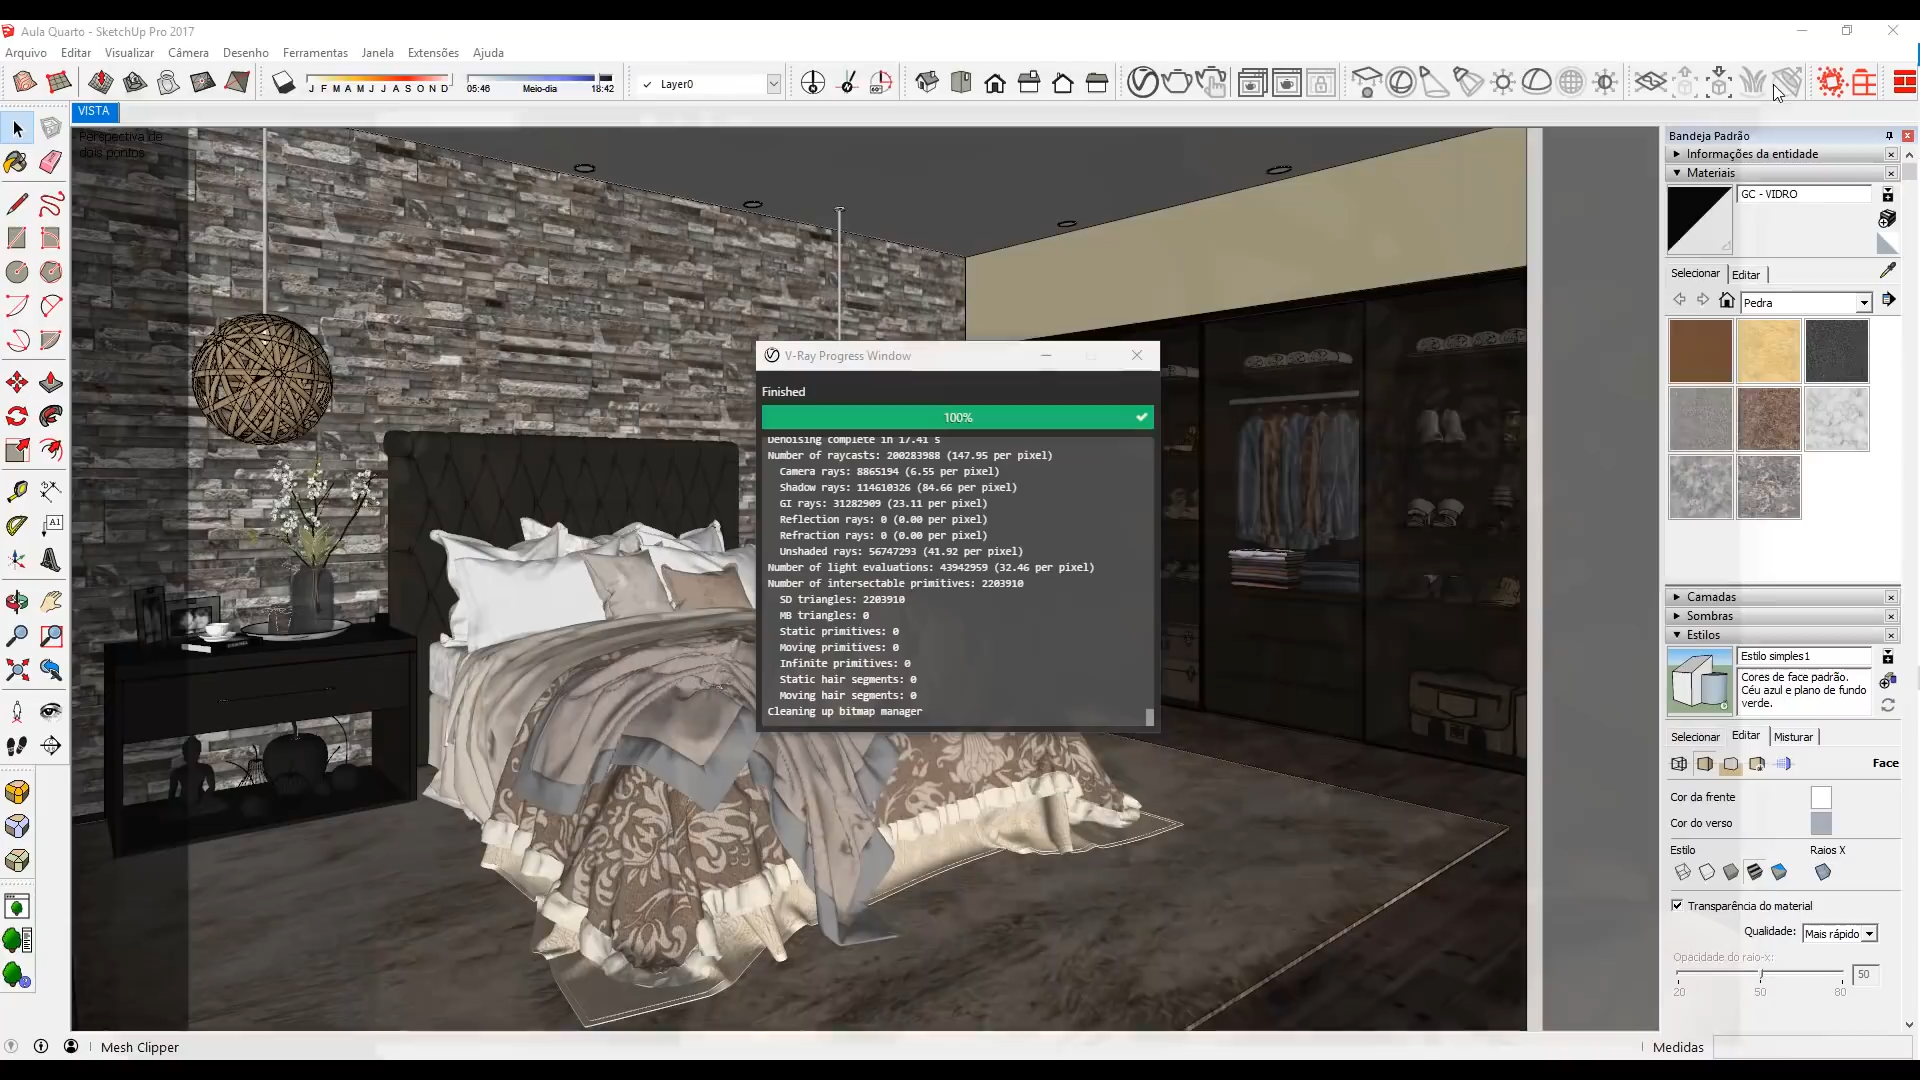 Aula Quarto - SketchUp Pro 2017
Arquivo Editar Visualizar Câmera Desenho Ferramentas Janela Extensões Ajuda
J F M A M J J A S O N D
05:46 Meio-dia 18:42
Layer0
VISTA
Perspectiva de
dois pontos
Bandeja Padrão
Informações da entidade
Materiais
GC - VIDRO
Selecionar Editar
Pedra
V-Ray Progress Window
Finished
100%
Denoising complete in 17.41 s
Number of raycasts: 200283988 (147.95 per pixel)
Camera rays: 8865194 (6.55 per pixel)
Shadow rays: 114610326 (84.66 per pixel)
GI rays: 31282909 (23.11 per pixel)
Reflection rays: 0 (0.00 per pixel)
Refraction rays: 0 (0.00 per pixel)
Unshaded rays: 56747293 (41.92 per pixel)
Number of light evaluations: 43942959 (32.46 per pixel)
Number of intersectable primitives: 2203910
SD triangles: 2203910
MB triangles: 0
Static primitives: 0
Moving primitives: 0
Infinite primitives: 0
Static hair segments: 0
Moving hair segments: 0
Cleaning up bitmap manager
Camadas
Sombras
Estilos
Estilo simples1
Cores de face padrão.
Céu azul e plano de fundo
verde.
Selecionar Editar Misturar
Face
Cor da frente
Cor do verso
Estilo Raios X
Transparência do material
Qualidade: Mais rápido
Opacidade do raio-x:
50
20 50 80
A1
Mesh Clipper
Medidas